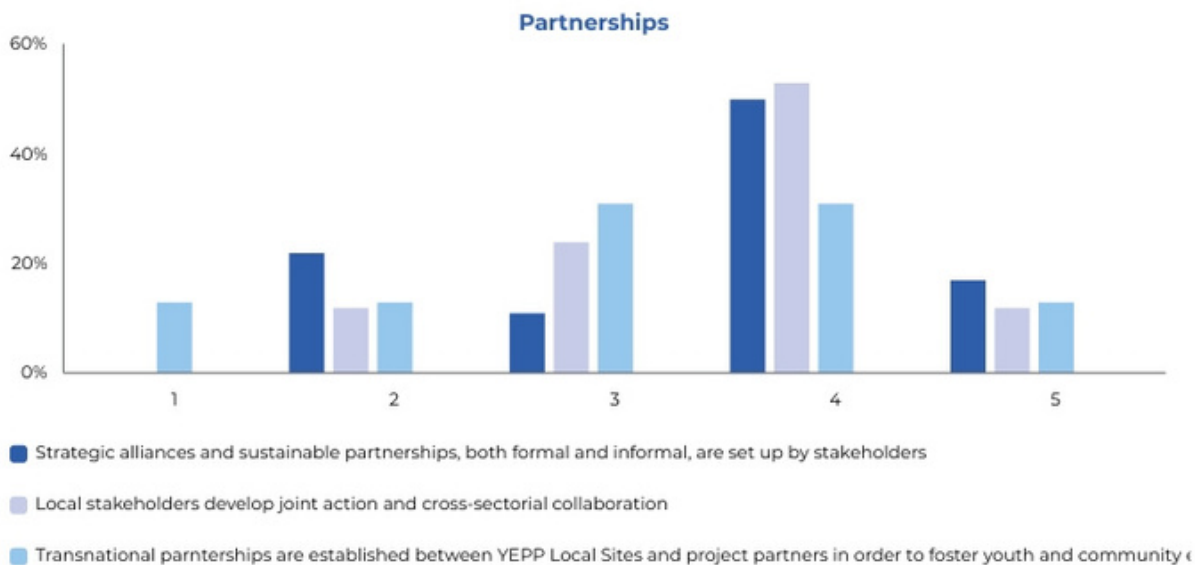 Partnerships
60%
40%
20%
0%
1 2 3 4 5
Strategic alliances and sustainable partnerships, both formal and informal, are set up by stakeholders
Local stakeholders develop joint action and cross-sectorial collaboration
Transnational parnterships are established between YEPP Local Sites and project partners in order to foster youth and community